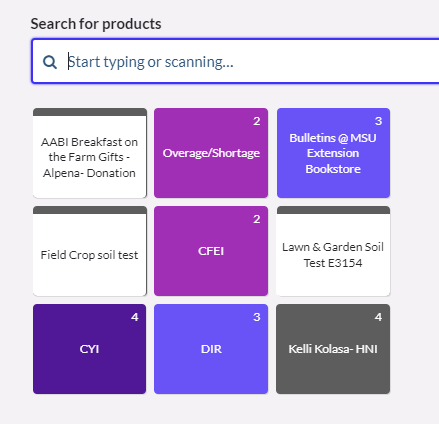 Search for products
Start typing or scanning...
AABI Breakfast on
the Farm Gifts -
Alpena- Donation
2
Overage/Shortage
3
Bulletins @ MSU
Extension
Bookstore
Field Crop soil test
2
CFEI
Lawn & Garden Soil
Test E3154
4
CYI
3
DIR
4
Kelli Kolasa- HNI